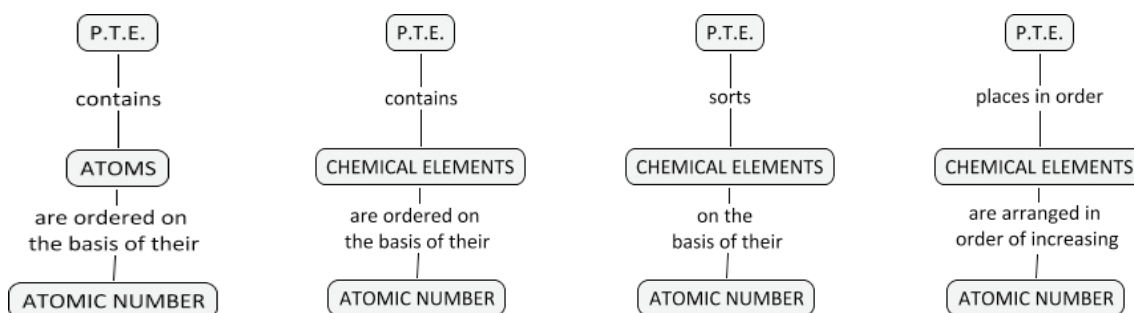 P.T.E.
contains
ATOMS
are ordered on
the basis of their
ATOMIC NUMBER
P.T.E.
contains
CHEMICAL ELEMENTS
are ordered on
the basis of their
ATOMIC NUMBER
P.T.E.
sorts
CHEMICAL ELEMENTS
on the
basis of their
ATOMIC NUMBER
P.T.E.
places in order
CHEMICAL ELEMENTS
are arranged in
order of increasing
ATOMIC NUMBER